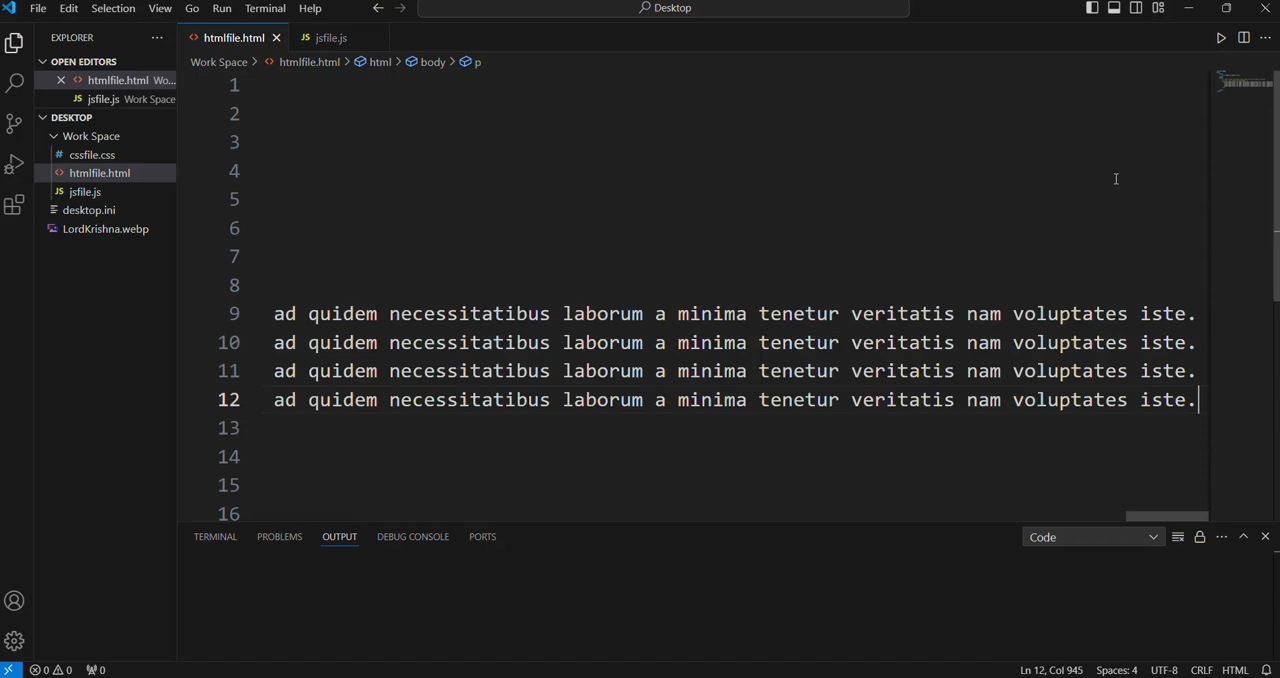 File Edit Selection View Go Run Terminal Help
Desktop
EXPLORER
OPEN EDITORS
htmlfile.html Wo...
JS jsfile.js Work Space
DESKTOP
Work Space
# cssfile.css
<> htmlfile.html
JS jsfile.js
desktop.ini
LordKrishna.webp
<> htmlfile.html
JS jsfile.js
Work Space > <> htmlfile.html > html > body > p
1
2
3
4
5
6
7
8
9 ad quidem necessitatibus laborum a minima tenetur veritatis nam voluptates iste.
10 ad quidem necessitatibus laborum a minima tenetur veritatis nam voluptates iste.
11 ad quidem necessitatibus laborum a minima tenetur veritatis nam voluptates iste.
12 ad quidem necessitatibus laborum a minima tenetur veritatis nam voluptates iste.
13
14
15
16
TERMINAL PROBLEMS OUTPUT DEBUG CONSOLE PORTS
Code
0 0 0
Ln 12, Col 945 Spaces: 4 UTF-8 CRLF HTML